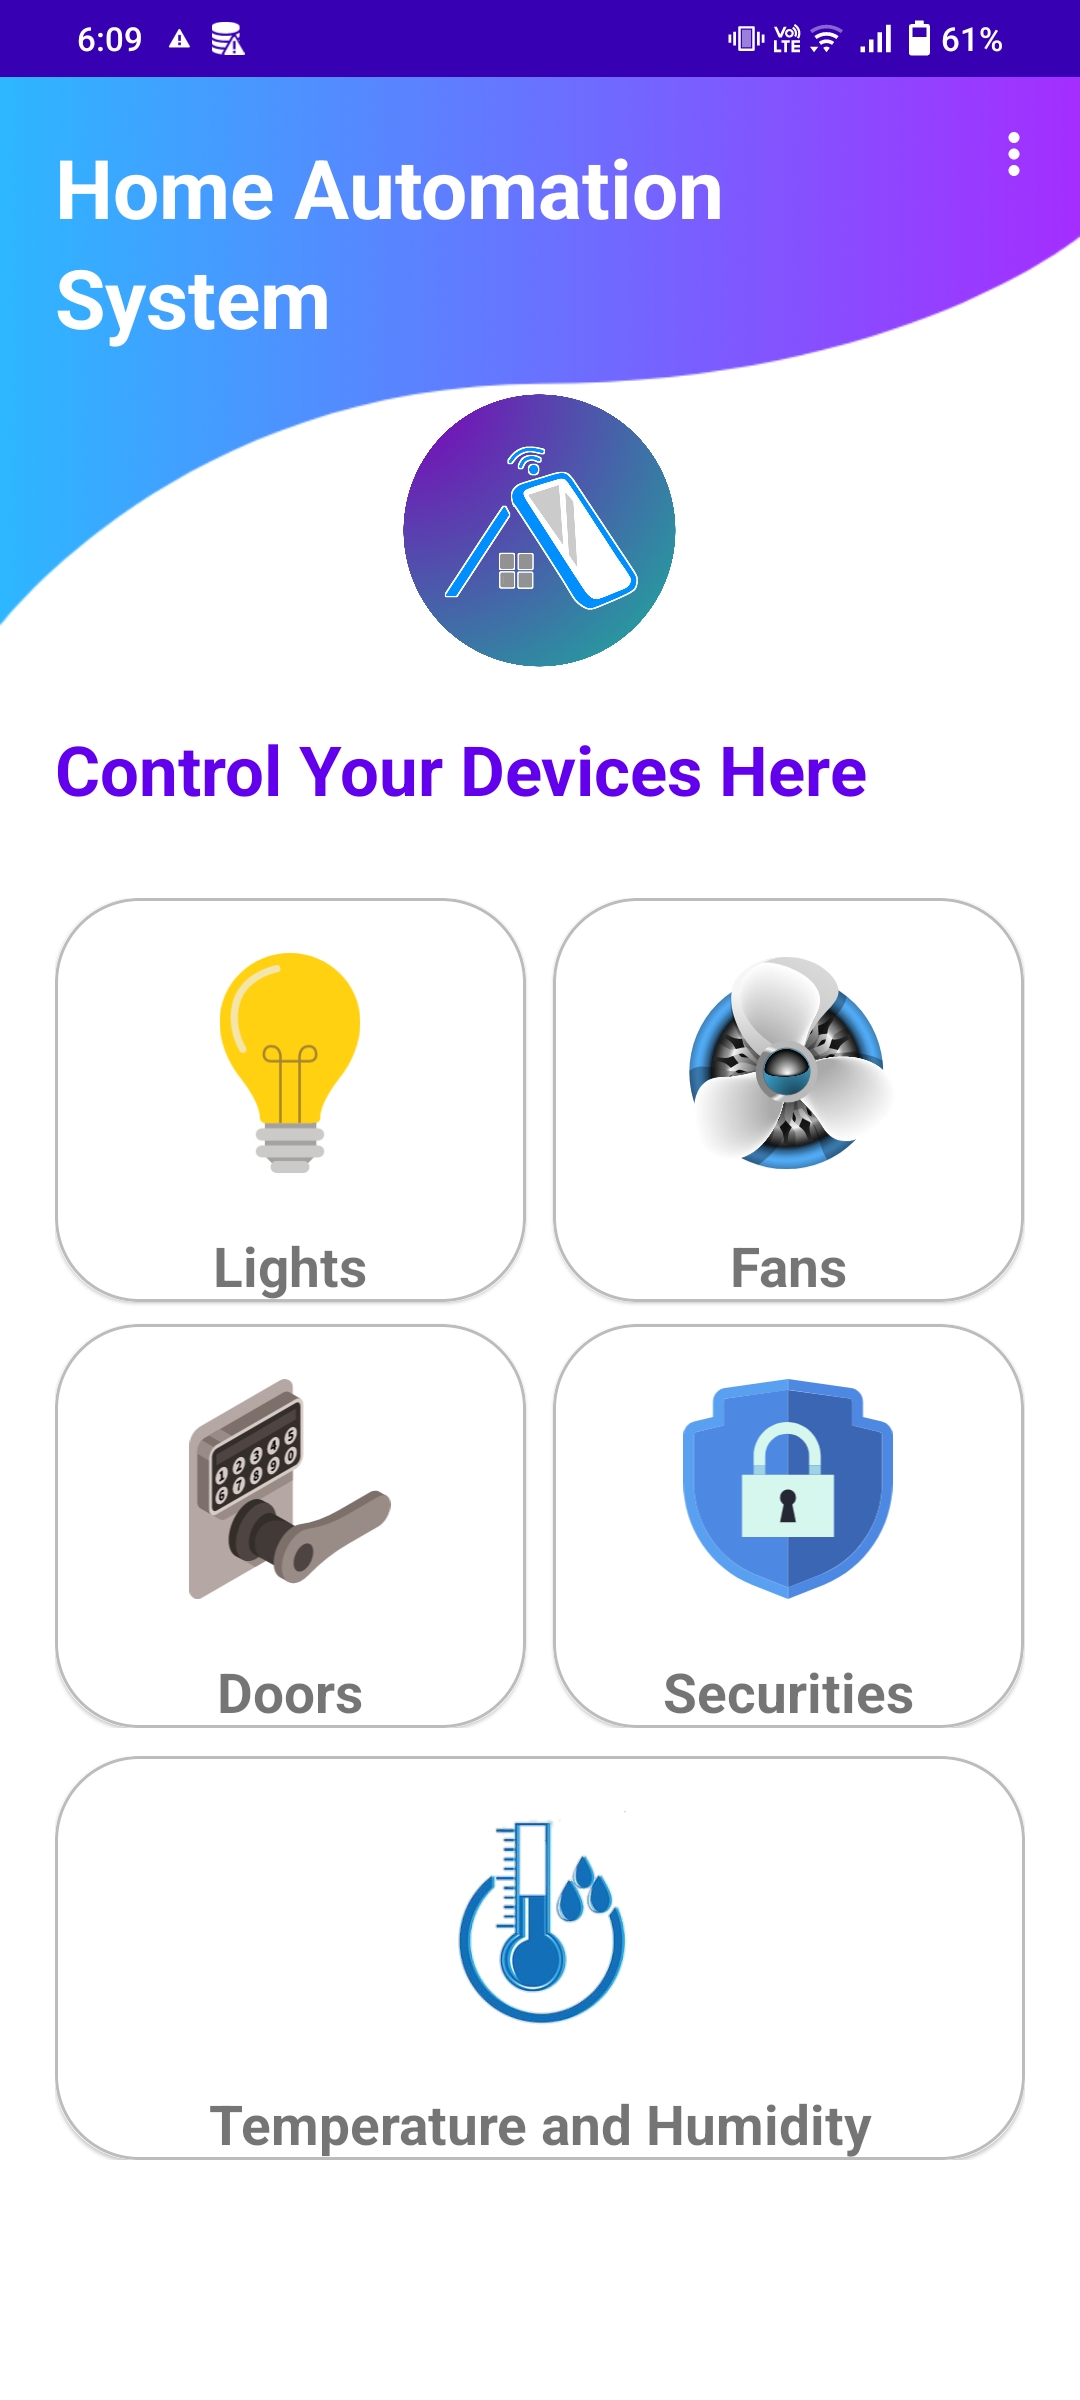 6:09 Vo)) LTE 61%
Home Automation
System
Control Your Devices Here
Lights Fans
1 2 3 4 5
6 7 8 9 0
Doors Securities
Temperature and Humidity